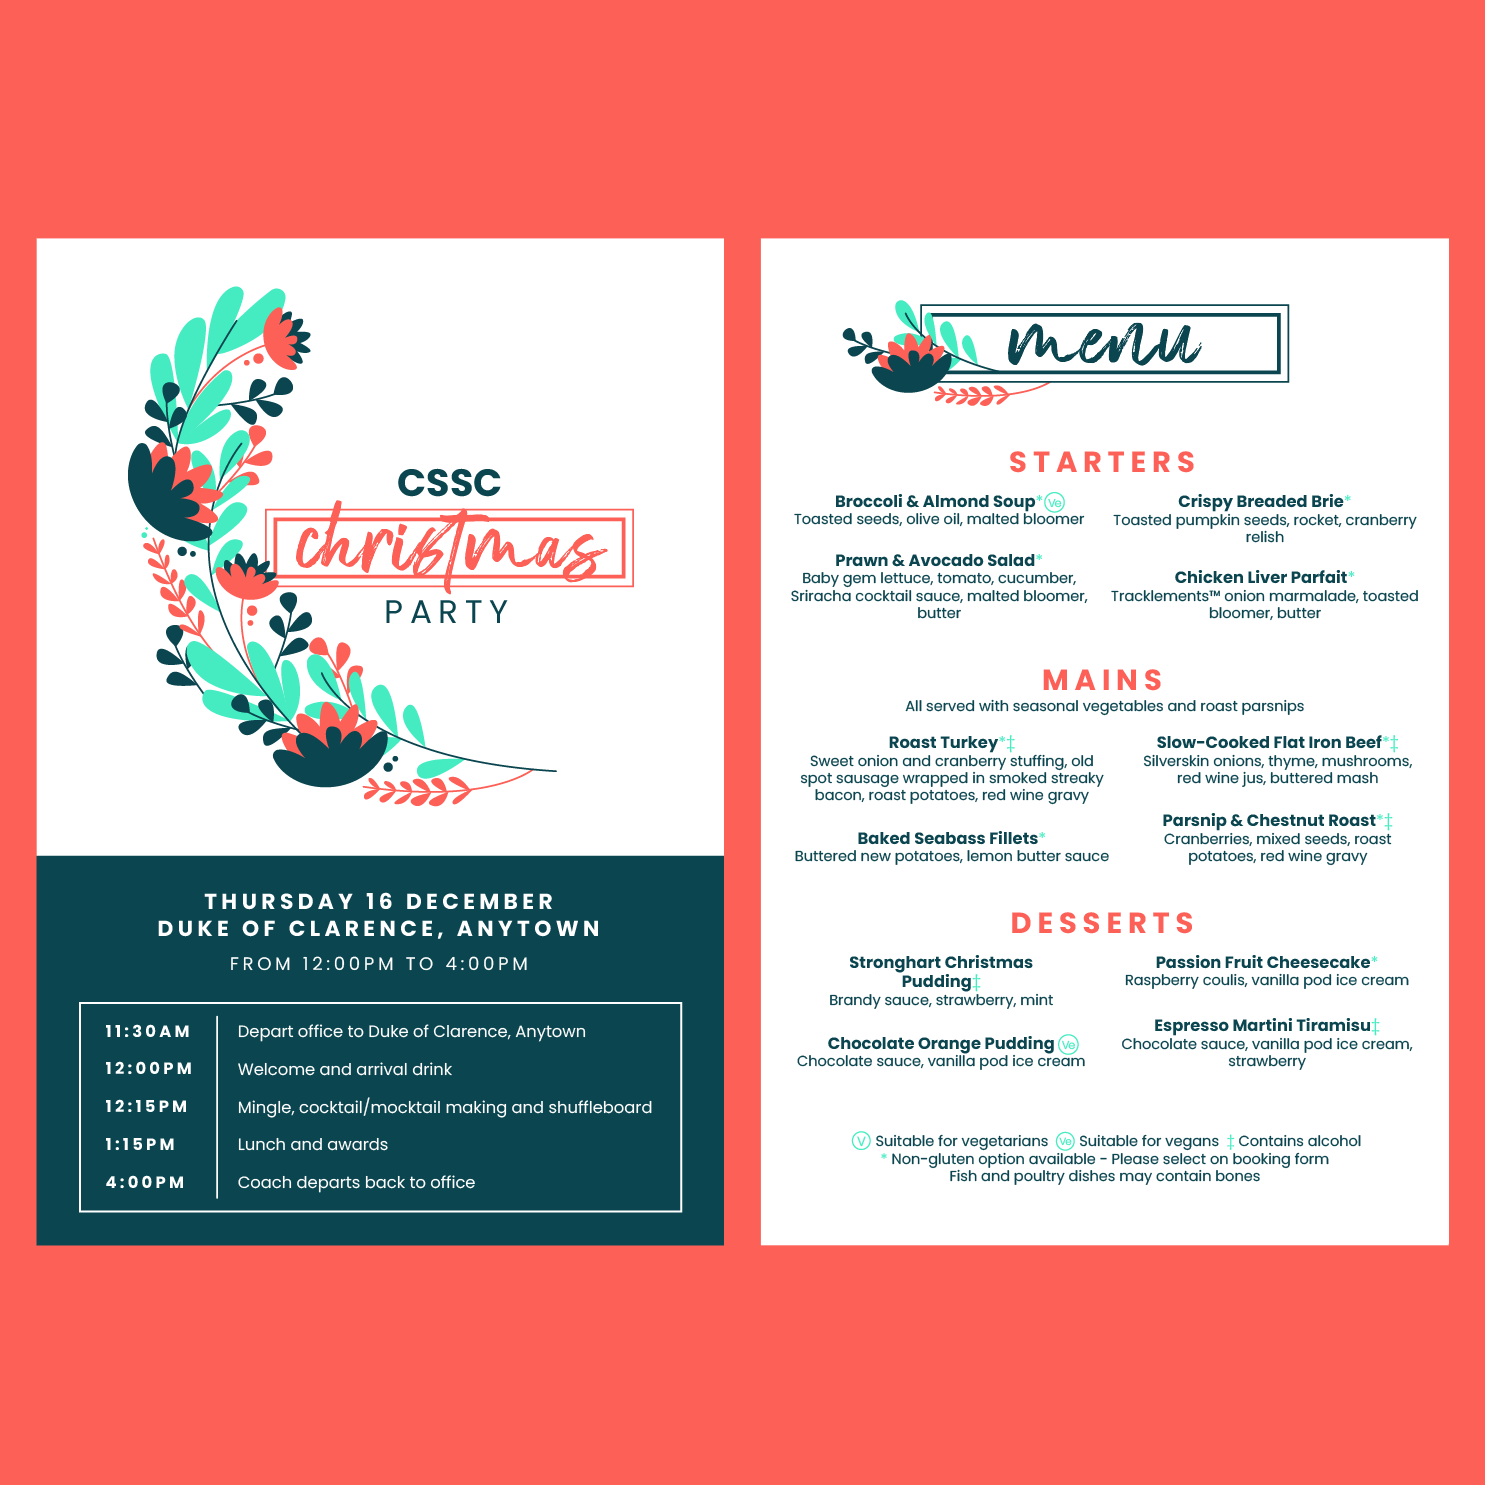 CSSC
christmas
PARTY
THURSDAY 16 DECEMBER
DUKE OF CLARENCE, ANYTOWN
FROM 12:00PM TO 4:00PM
11:30AM Depart office to Duke of Clarence, Anytown
12:00PM Welcome and arrival drink
12:15PM Mingle, cocktail/mocktail making and shuffleboard
1:15PM Lunch and awards
4:00PM Coach departs back to office
menu
STARTERS
Broccoli & Almond Soup* Ve
Toasted seeds, olive oil, malted bloomer
Prawn & Avocado Salad*
Baby gem lettuce, tomato, cucumber,
Sriracha cocktail sauce, malted bloomer,
butter
Crispy Breaded Brie*
Toasted pumpkin seeds, rocket, cranberry
relish
Chicken Liver Parfait*
Tracklements™ onion marmalade, toasted
bloomer, butter
MAINS
All served with seasonal vegetables and roast parsnips
Roast Turkey*‡
Sweet onion and cranberry stuffing, old
spot sausage wrapped in smoked streaky
bacon, roast potatoes, red wine gravy
Baked Seabass Fillets*
Buttered new potatoes, lemon butter sauce
Slow-Cooked Flat Iron Beef*‡
Silverskin onions, thyme, mushrooms,
red wine jus, buttered mash
Parsnip & Chestnut Roast*‡
Cranberries, mixed seeds, roast
potatoes, red wine gravy
DESSERTS
Stronghart Christmas
Pudding‡
Brandy sauce, strawberry, mint
Chocolate Orange Pudding Ve
Chocolate sauce, vanilla pod ice cream
Passion Fruit Cheesecake*
Raspberry coulis, vanilla pod ice cream
Espresso Martini Tiramisu‡
Chocolate sauce, vanilla pod ice cream,
strawberry
V Suitable for vegetarians Ve Suitable for vegans ‡ Contains alcohol
* Non-gluten option available - Please select on booking form
Fish and poultry dishes may contain bones